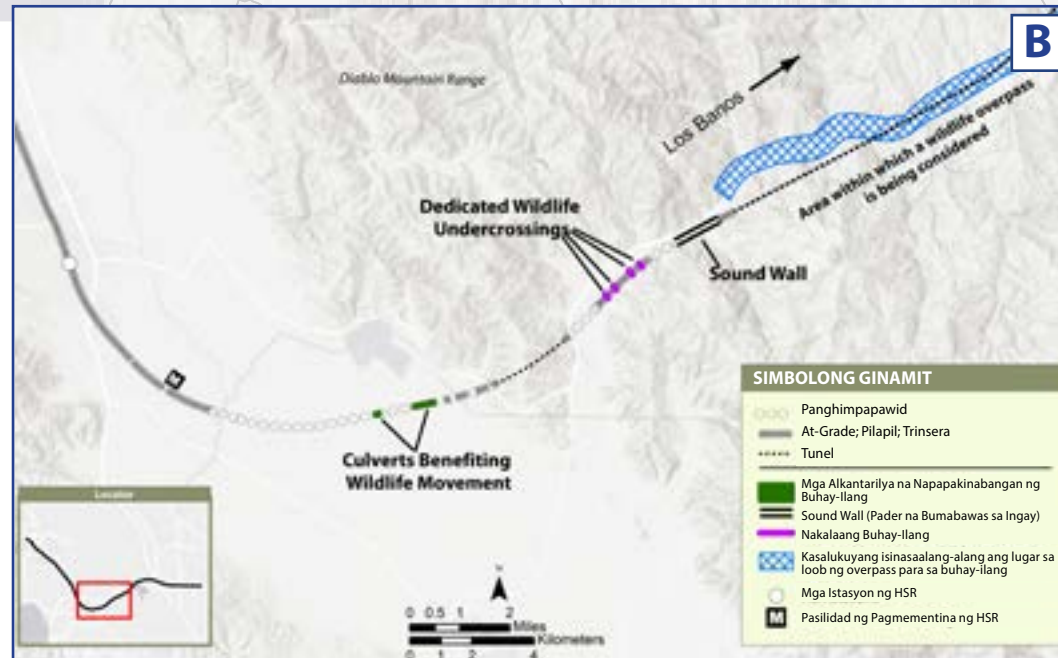 B
Diablo Mountain Range
Los Banos
Area within which a wildlife overpass
is being considered
Dedicated Wildlife
Undercrossings
Sound Wall
M
Culverts Benefiting
Wildlife Movement
SIMBOLONG GINAMIT
Panghimpapawid
At-Grade; Pilapil; Trinsera
Tunel
Mga Alkantarilya na Napapakinabangan ng
Buhay-Ilang
Sound Wall (Pader na Bumabawas sa Ingay)
Nakalaang Buhay-Ilang
Kasalukuyang isinasaalang-alang ang lugar sa
loob ng overpass para sa buhay-ilang
Mga Istasyon ng HSR
M Pasilidad ng Pagmementina ng HSR
Locator
N
0 0.5 1 2
Miles
Kilometers
0 1 2 4